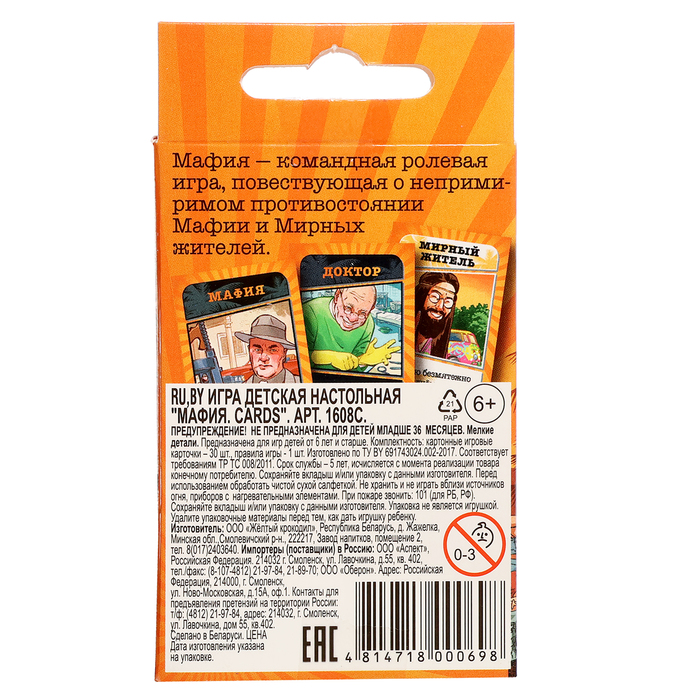 Мафия — командная ролевая
игра, повествующая о неприми-
римом противостоянии
Мафии и Мирных
жителей.
МАФИЯ
ДОКТОР
МИРНЫЙ
ЖИТЕЛЬ
безмятежно
RU,BY ИГРА ДЕТСКАЯ НАСТОЛЬНАЯ
"МАФИЯ. CARDS". АРТ. 1608С.
ПРЕДУПРЕЖДЕНИЕ! НЕ ПРЕДНАЗНАЧЕНА ДЛЯ ДЕТЕЙ МЛАДШЕ 36 МЕСЯЦЕВ. Мелкие
детали. Предназначена для игр детей от 6 лет и старше. Комплектность: картонные игровые
карточки – 30 шт., правила игры - 1 шт. Изготовлено по ТУ BY 691743024.002-2017. Соответствует
требованиям ТР ТС 008/2011. Срок службы – 5 лет, исчисляется с момента реализации товара
конечному потребителю. Сохраняйте вкладыш и/или упаковку с данными изготовителя. Перед
использованием обработать чистой сухой салфеткой. Не хранить и не играть вблизи источников
огня, приборов с нагревательными элементами. При пожаре звонить: 101 (для РБ, РФ).
Сохраняйте вкладыш и/или упаковку с данными изготовителя. Упаковка не является игрушкой.
Удалите упаковочные материалы перед тем, как дать игрушку ребенку.
Изготовитель: ООО «Жёлтый крокодил», Республика Беларусь, д. Жажелка,
Минская обл.,Смолевичский р-н., 222217, Завод напитков, помещение 2,
тел. 8(017)2403640. Импортеры (поставщики) в Россию: ООО «Аспект»,
Российская Федерация. 214032 г. Смоленск, ул. Лавочкина, д.55, кв. 402,
тел./факс: (8-107-4812) 21-97-84, 21-89-70; ООО «Оберон». Адрес: Российская
Федерация, 214000, г. Смоленск,
ул. Ново-Московская, д.15А, оф.1. Контакты для
предъявления претензий на территории России:
т/ф: (4812) 21-97-84, адрес: 214032, г. Смоленск,
ул. Лавочкина, дом 55, кв.402.
Сделано в Беларуси. ЦЕНА
Дата изготовления указана
на упаковке.
21
PAP
6+
0-3
EAC
4 814718 000698